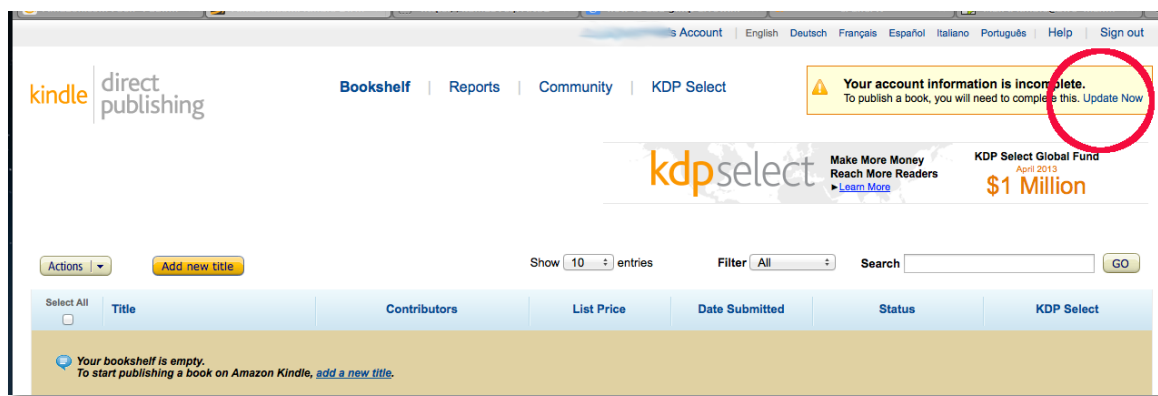 s Account | English Deutsch Français Español Italiano Português | Help | Sign out
kindle direct publishing
Bookshelf | Reports | Community | KDP Select
Your account information is incomplete.
To publish a book, you will need to complete this. Update Now
kdpselect
Make More Money
Reach More Readers
►Learn More
KDP Select Global Fund
April 2013
$1 Million
Actions
Add new title
Show 10 entries
Filter All
Search
GO
Select All
Title
Contributors
List Price
Date Submitted
Status
KDP Select
Your bookshelf is empty.
To start publishing a book on Amazon Kindle, add a new title.